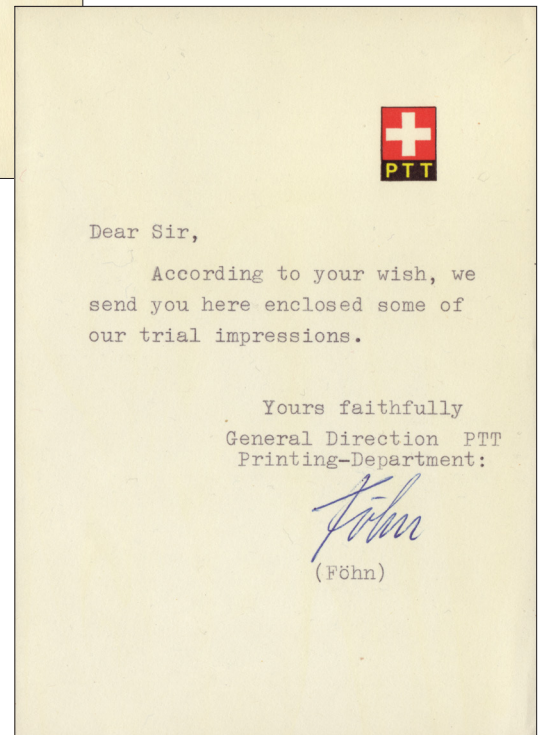 PTT
Dear Sir,
According to your wish, we
send you here enclosed some of
our trial impressions.
Yours faithfully
General Direction PTT
Printing-Department:
Föhn
(Föhn)